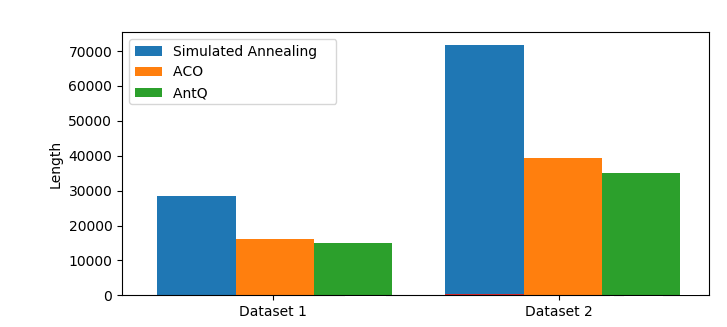 70000
60000
50000
40000
30000
20000
10000
0
Length
Simulated Annealing
ACO
AntQ
Dataset 1
Dataset 2